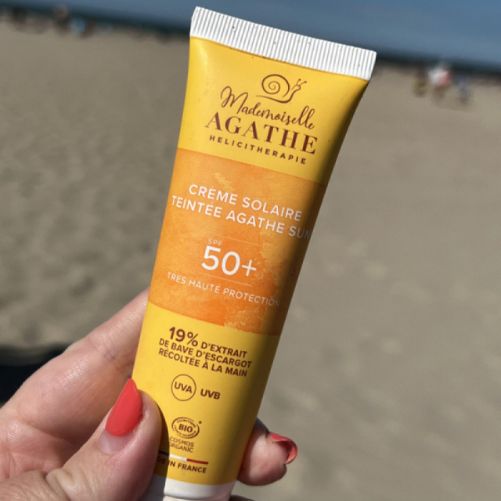 Mademoiselle
AGATHE
HELICITHERAPIE
CRÈME SOLAIRE
TEINTÉE AGATHE SUN
SPF
50+
TRÈS HAUTE PROTECTION
19% D'EXTRAIT
DE BAVE D'ESCARGOT
RÉCOLTÉE À LA MAIN
UVA UVB
BIO
COSMOS
ORGANIC
IN FRANCE